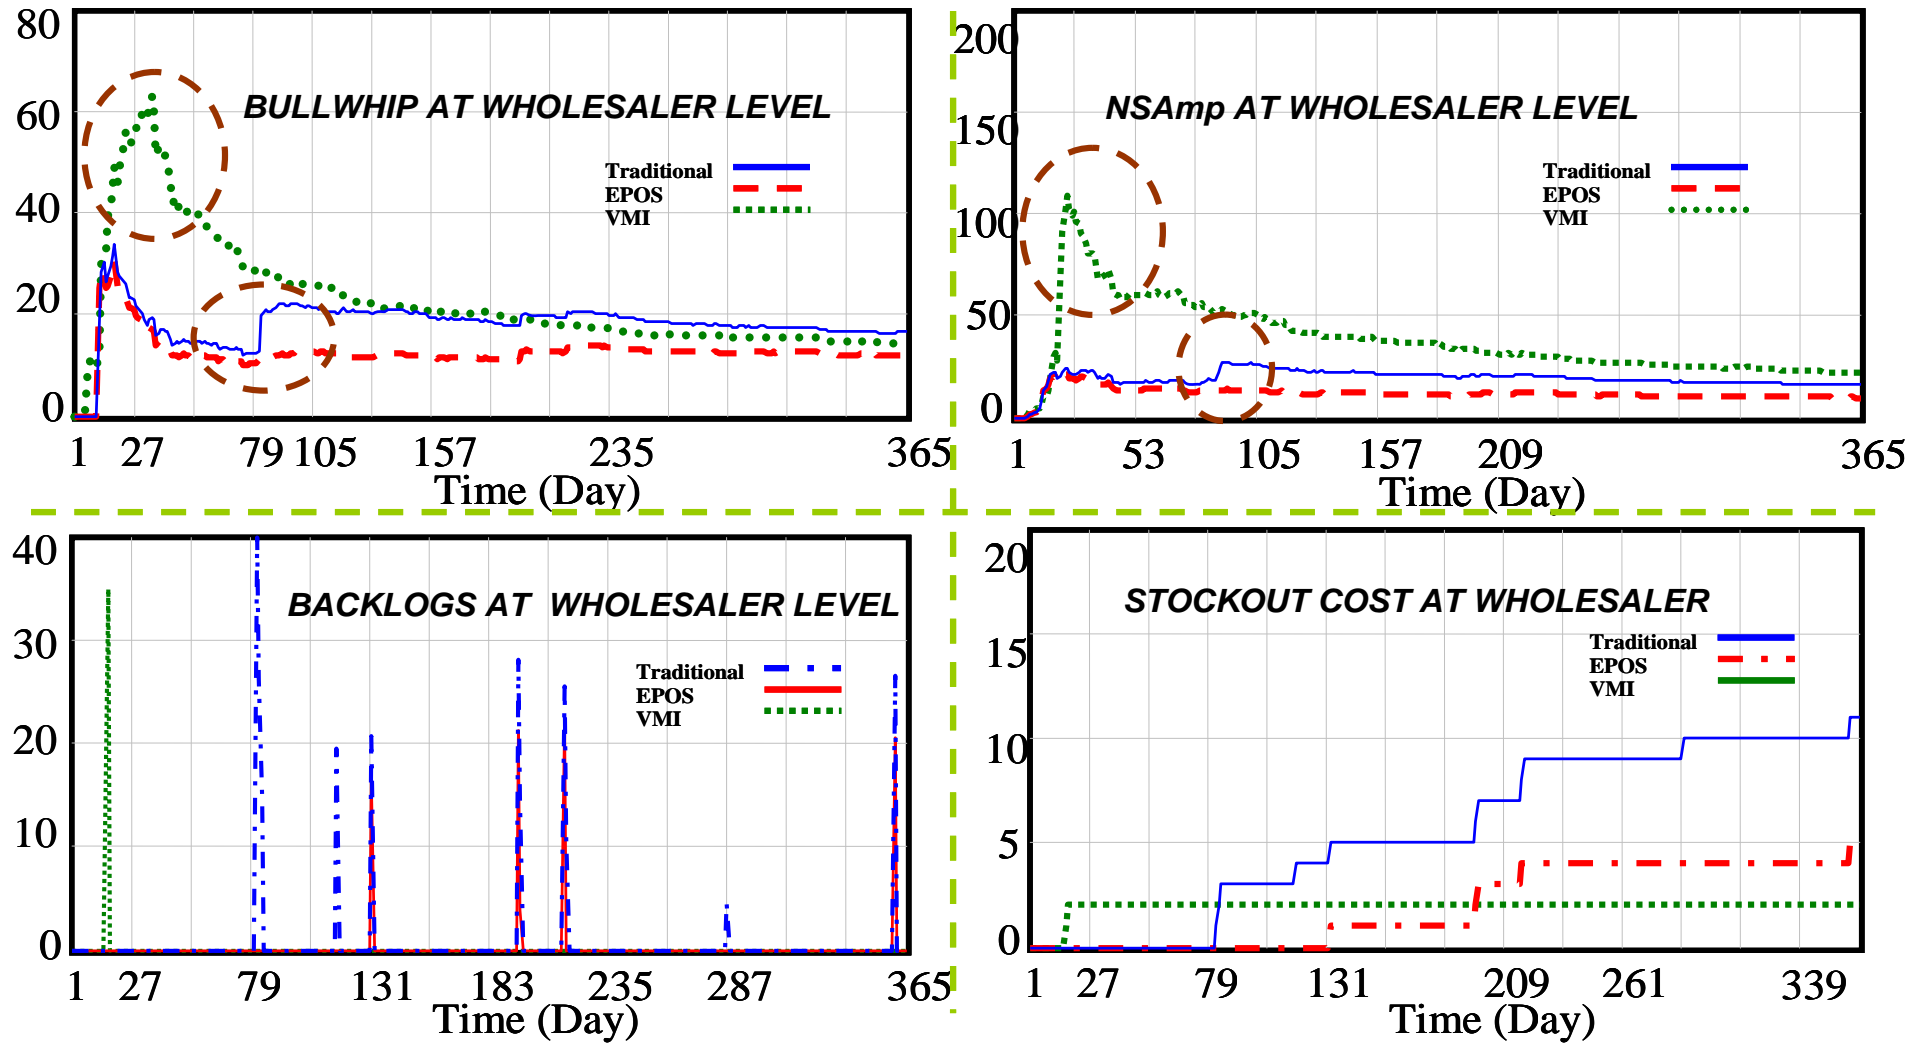 80
60
40
20
0
BULLWHIP AT WHOLESALER LEVEL
Traditional
EPOS
VMI
1 27 79 105 157 235 365
Time (Day)
200
150
100
50
0
NSAmp AT WHOLESALER LEVEL
Traditional
EPOS
VMI
1 53 105 157 209 365
Time (Day)
40
30
20
10
0
BACKLOGS AT WHOLESALER LEVEL
Traditional
EPOS
VMI
1 27 79 131 183 235 287 365
Time (Day)
20
15
10
5
0
STOCKOUT COST AT WHOLESALER
Traditional
EPOS
VMI
1 27 79 131 209 261 339
Time (Day)